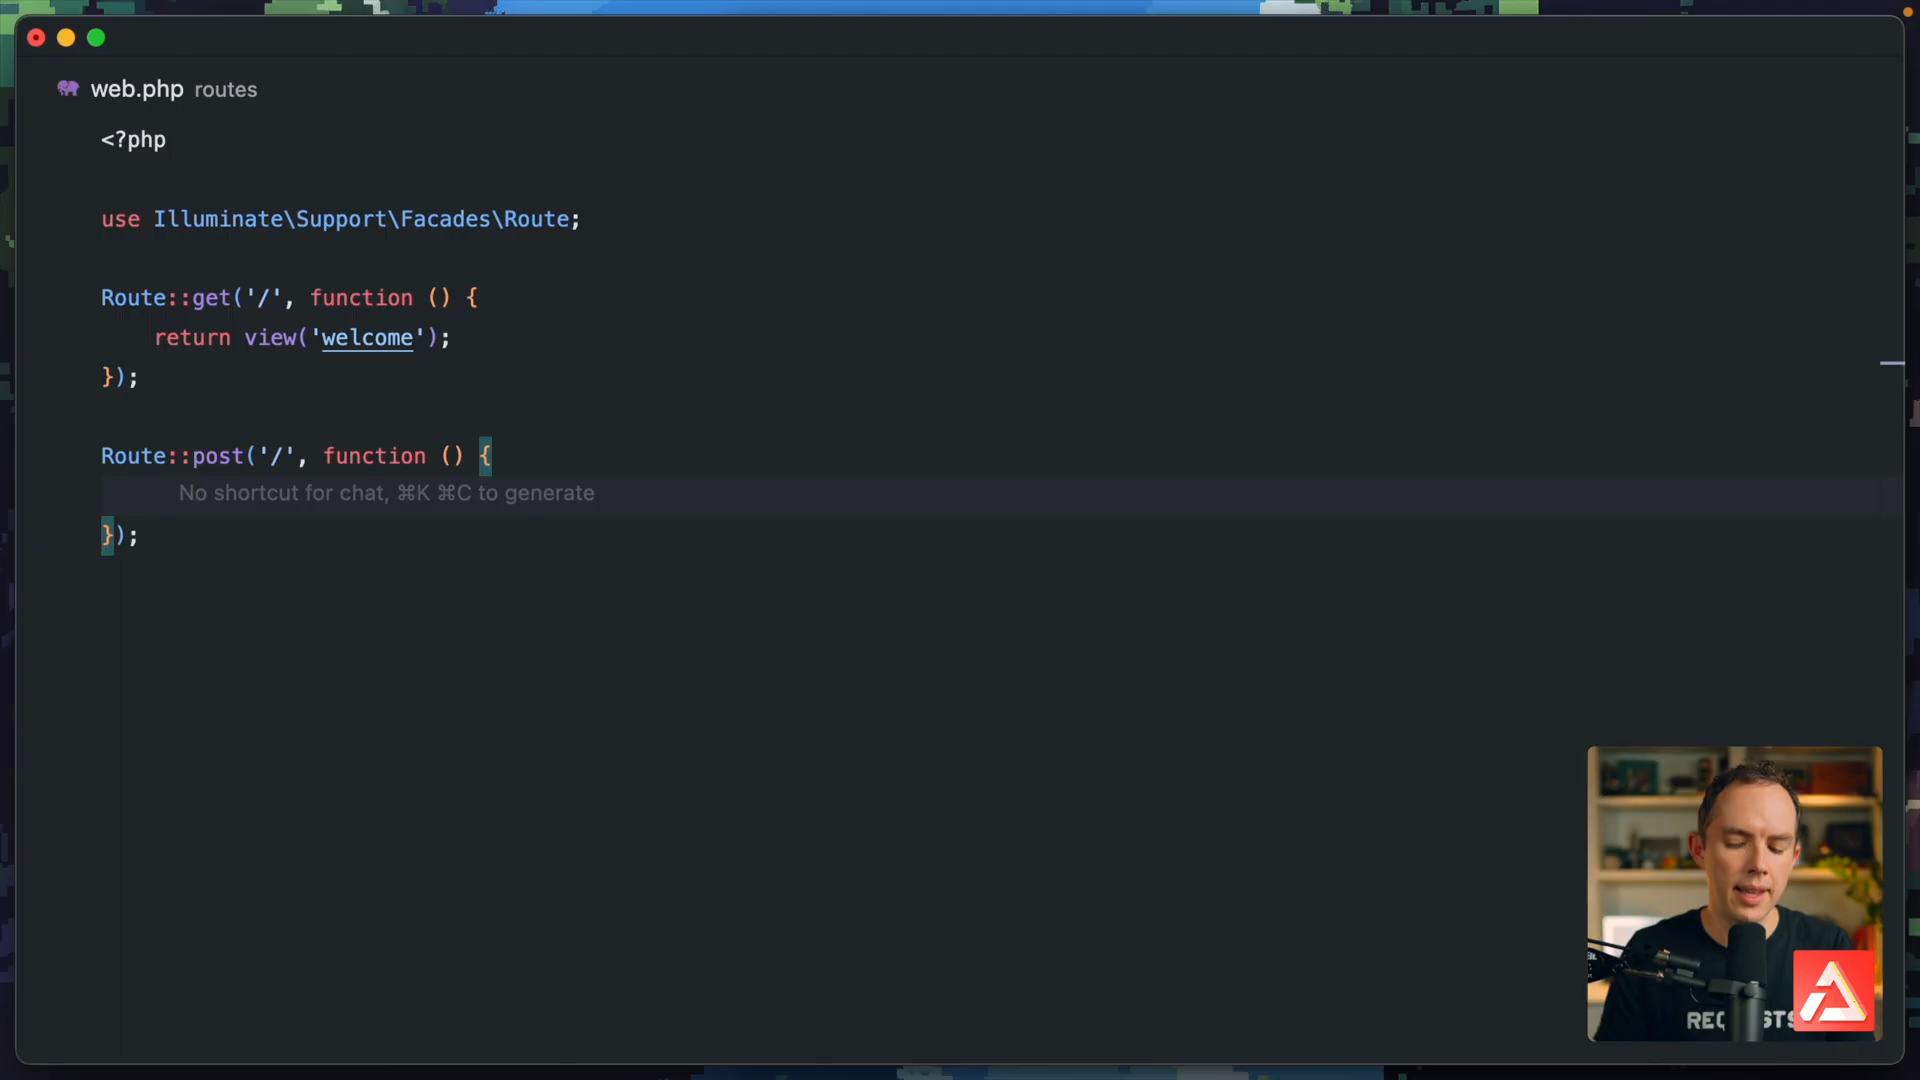 web.php routes
<?php
use Illuminate\Support\Facades\Route;
Route::get('/', function () {
return view('welcome');
});
Route::post('/', function () {
No shortcut for chat, ⌘K ⌘C to generate
});